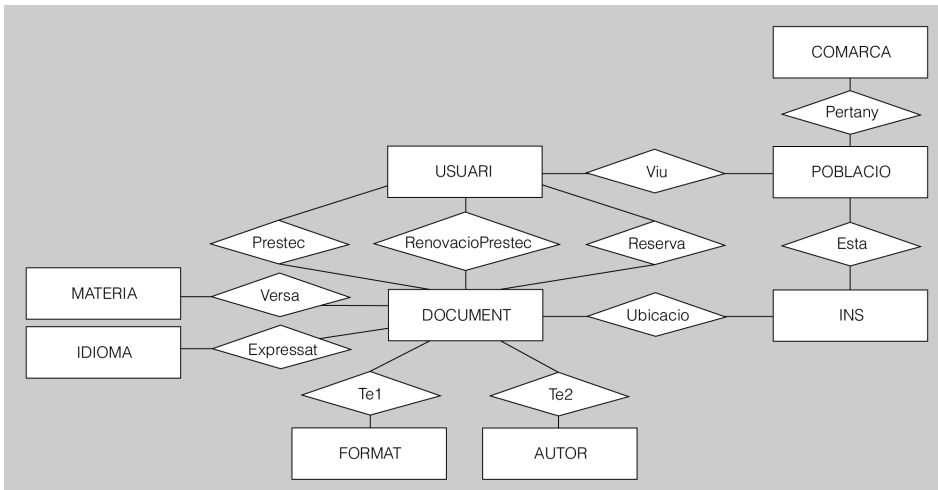 COMARCA
Pertany
USUARI
Viu
POBLACIO
Prestec
RenovacioPrestec
Reserva
Esta
MATERIA
Versa
DOCUMENT
Ubicacio
INS
IDIOMA
Expressat
Te1
Te2
FORMAT
AUTOR